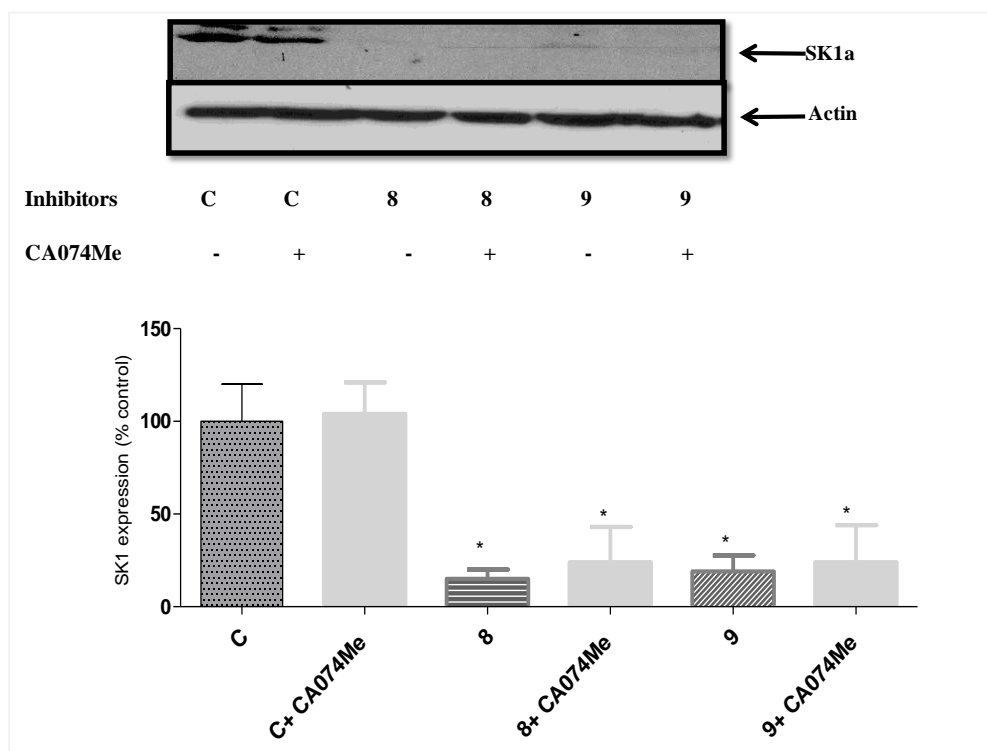 SK1a
Actin
Inhibitors C C 8 8 9 9
CA074Me - + - + - +
SK1 expression (% control)
150
100
50
0
* * * *
C
C+ CA074Me
8
8+ CA074Me
9
9+ CA074Me